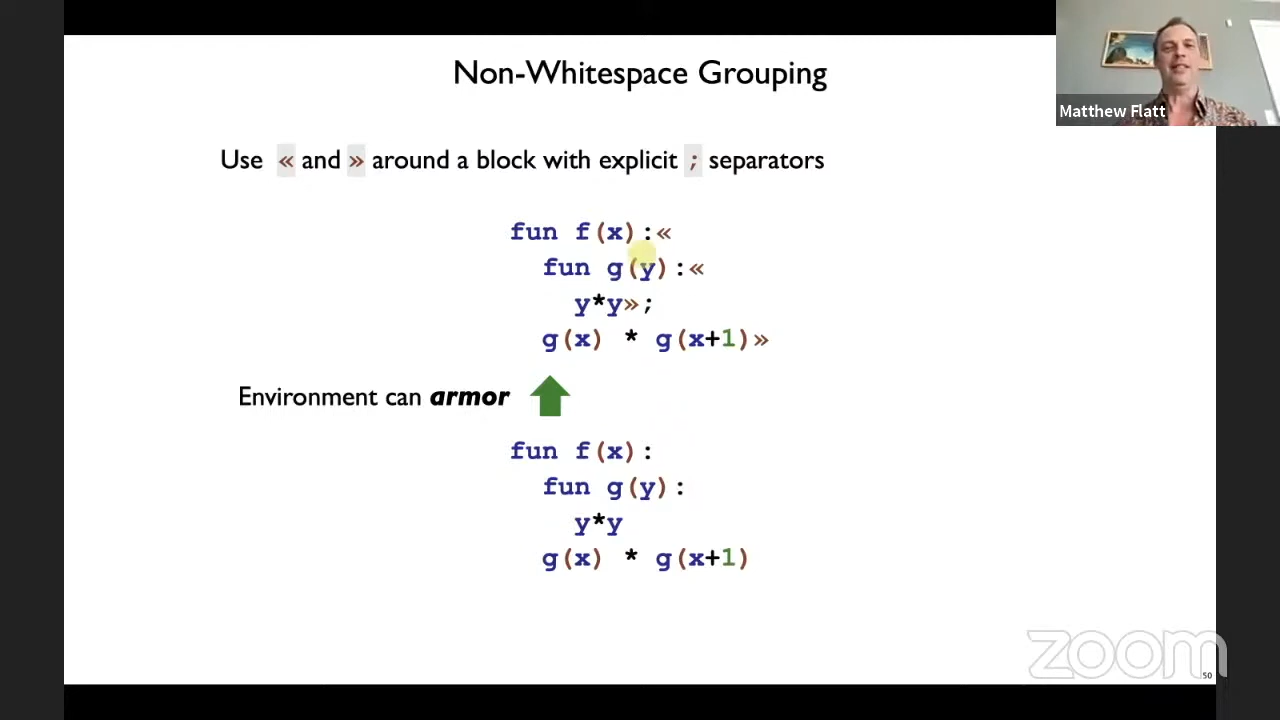 Non-Whitespace Grouping
Matthew Flatt
Use « and » around a block with explicit ; separators
fun f(x):«
fun g(y):«
y*y»;
g(x) * g(x+1)»
Environment can armor
fun f(x):
fun g(y):
y*y
g(x) * g(x+1)
zoom
50